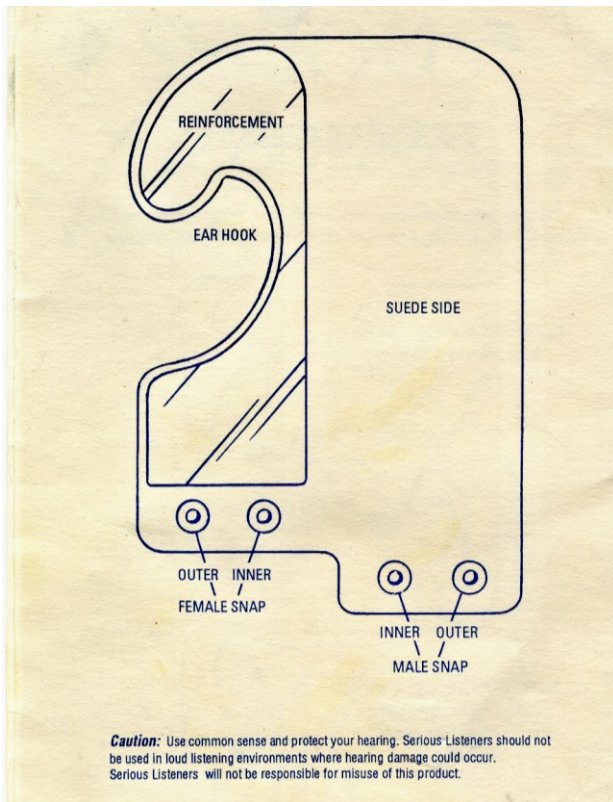 REINFORCEMENT
EAR HOOK
SUEDE SIDE
OUTER INNER
FEMALE SNAP
INNER OUTER
MALE SNAP
Caution: Use common sense and protect your hearing. Serious Listeners should not
be used in loud listening environments where hearing damage could occur.
Serious Listeners will not be responsible for misuse of this product.